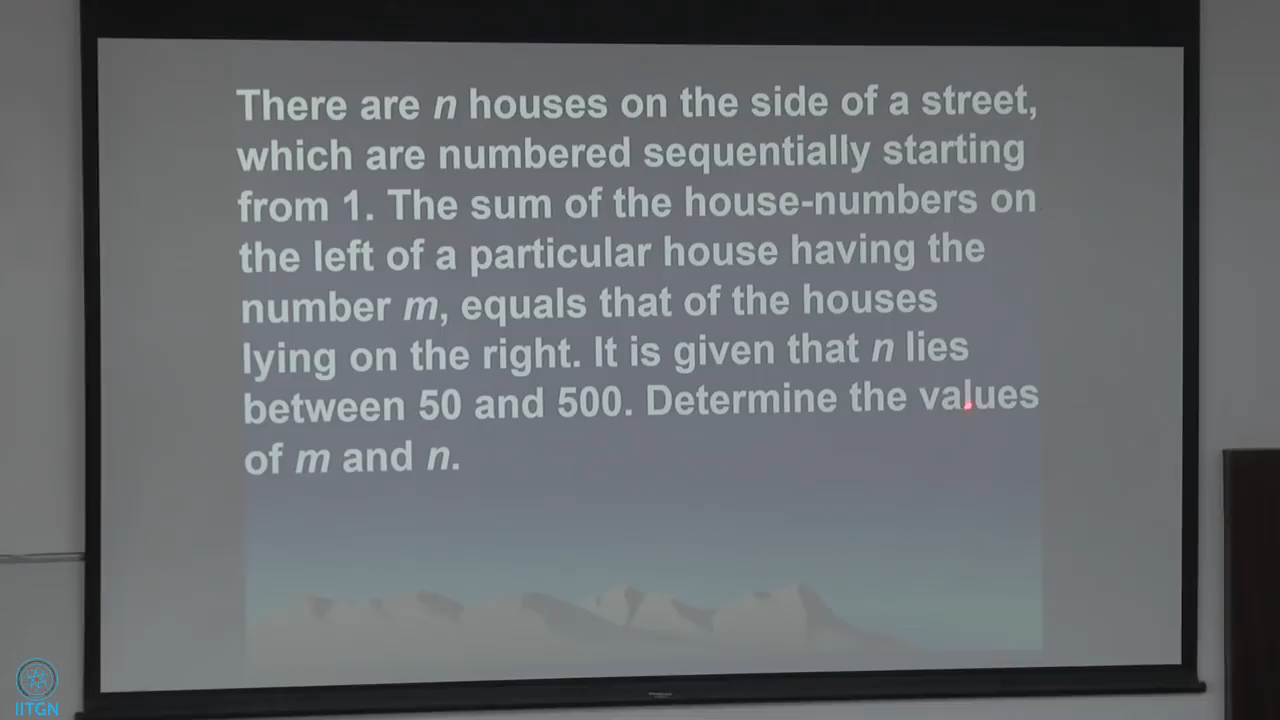 There are n houses on the side of a street,
which are numbered sequentially starting
from 1. The sum of the house-numbers on
the left of a particular house having the
number m, equals that of the houses
lying on the right. It is given that n lies
between 50 and 500. Determine the values
of m and n.
IITGN